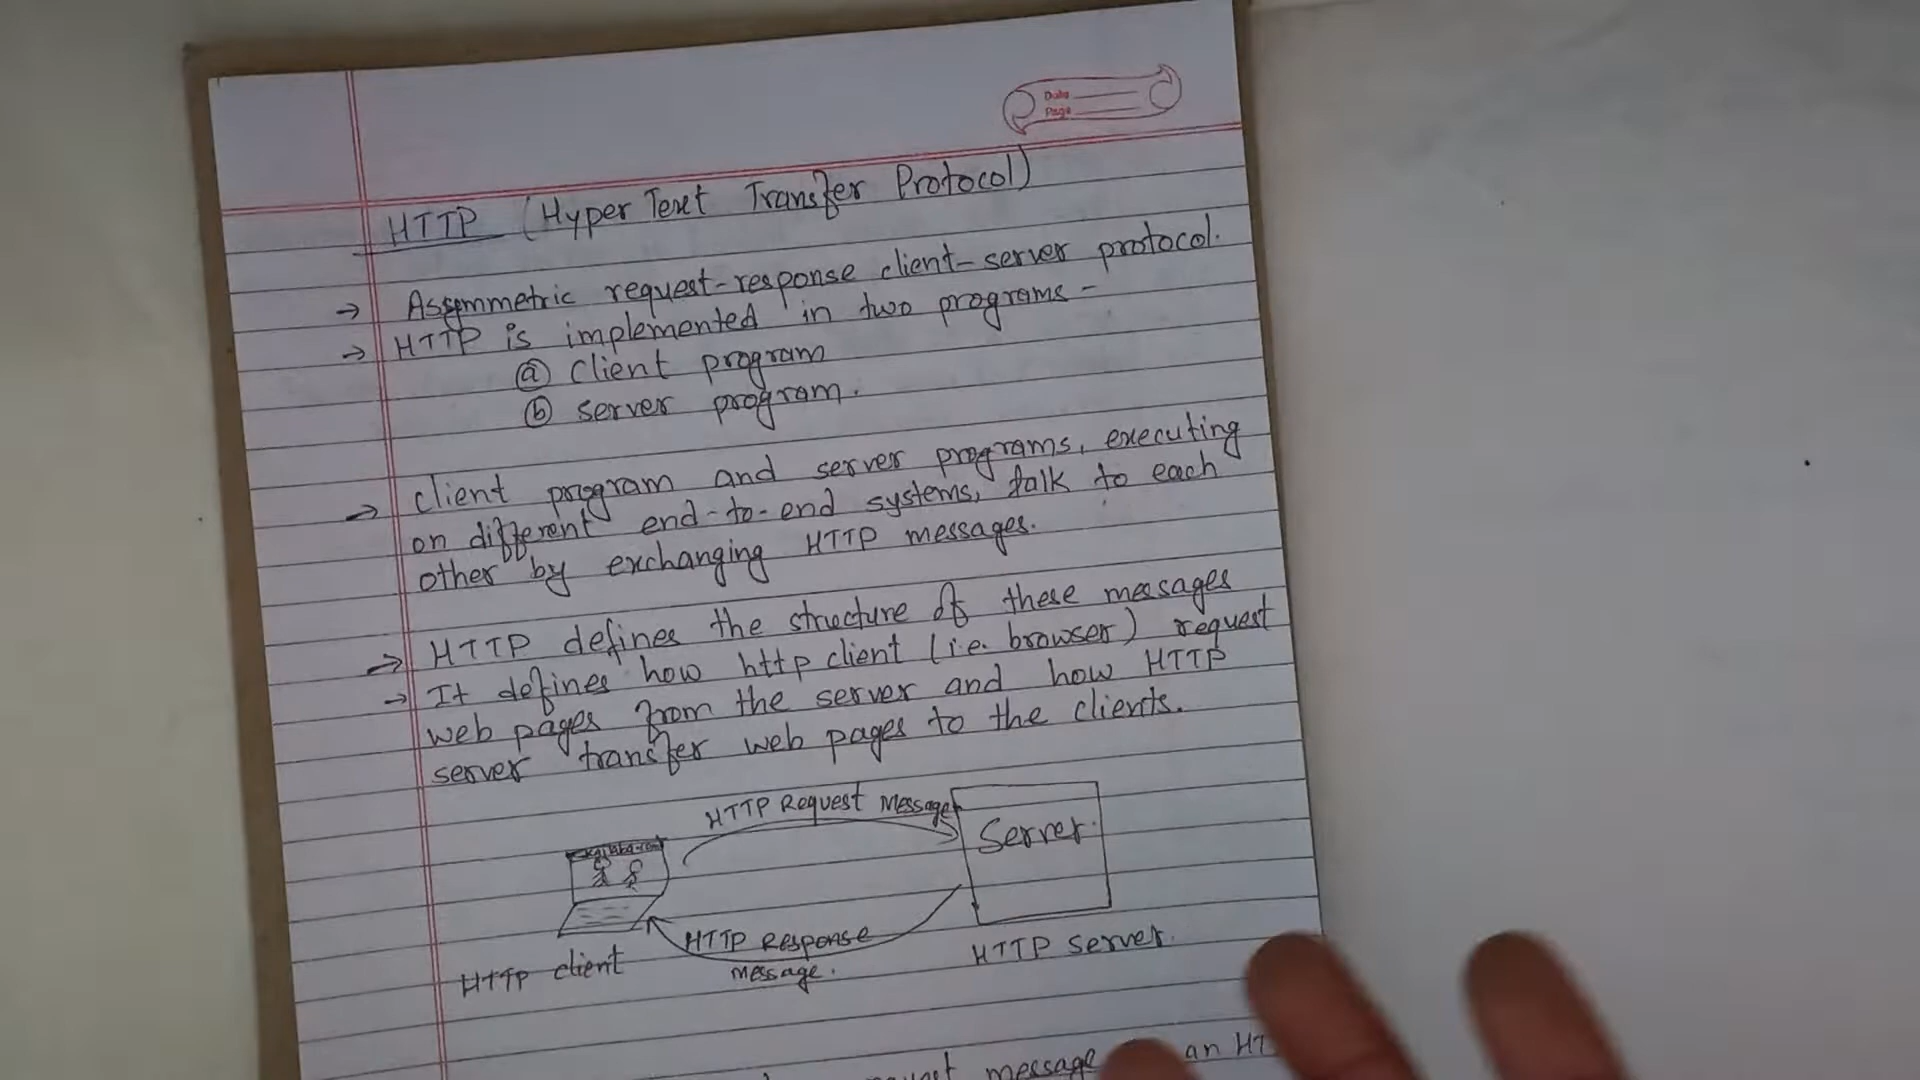 Date
Page
HTTP (Hyper Text Transfer Protocol)
→ Assymmetric request-response client-server protocol.
→ HTTP is implemented in two programs -
ⓐ client program
ⓑ server program.
→ client program and server programs, executing
on different end-to-end systems, talk to each
other by exchanging HTTP messages.
→ HTTP defines the structure of these messages
→ It defines how http client (i.e. browser) request
web pages from the server and how HTTP
server transfer web pages to the clients.
HTTP Request Message
Server
HTTP Response
message.
HTTP client
HTTP server.
message an HT